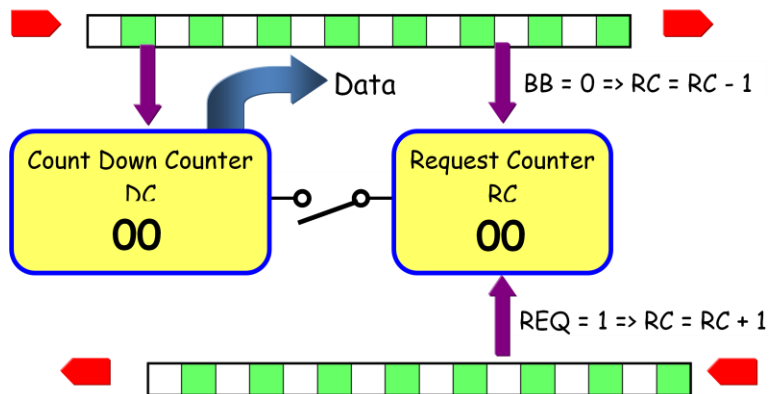 Data
BB = 0 => RC = RC - 1
Count Down Counter
DC
00
Request Counter
RC
00
REQ = 1 => RC = RC + 1